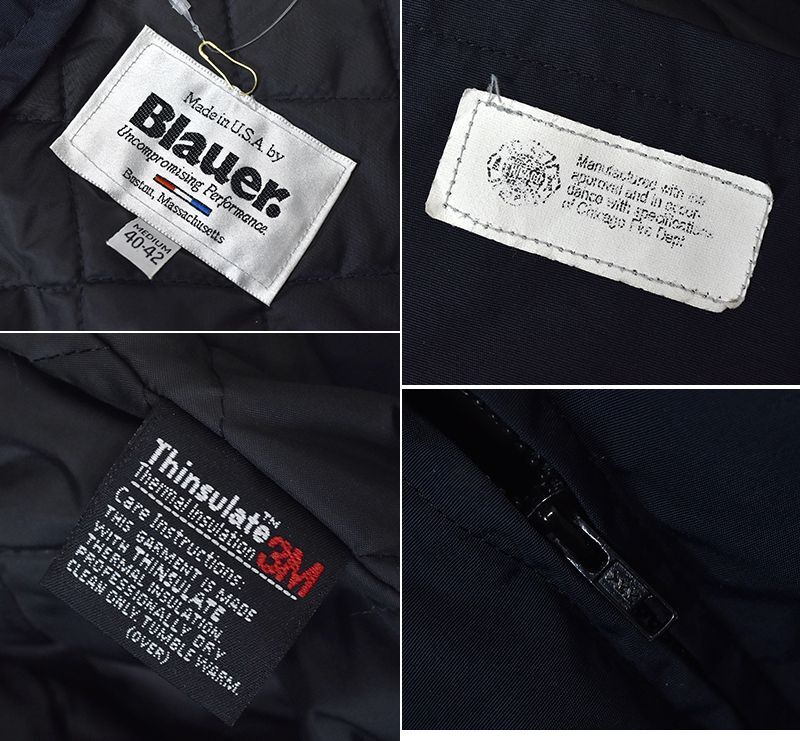 Made in U.S.A. by
Blauer.
Uncompromising Performance.
Boston, Massachusetts
MEDIUM
40-42
Manufactured with the
approval and in accor-
dance with specifications
of Chicago Fire Dept.
Thinsulate™
Thermal Insulation
3M
Care Instructions:
THIS GARMENT IS MADE
WITH THINSULATE
THERMAL INSULATION.
PROFESSIONALLY DRY
CLEAN ONLY TUMBLE WARM.
(OVER)